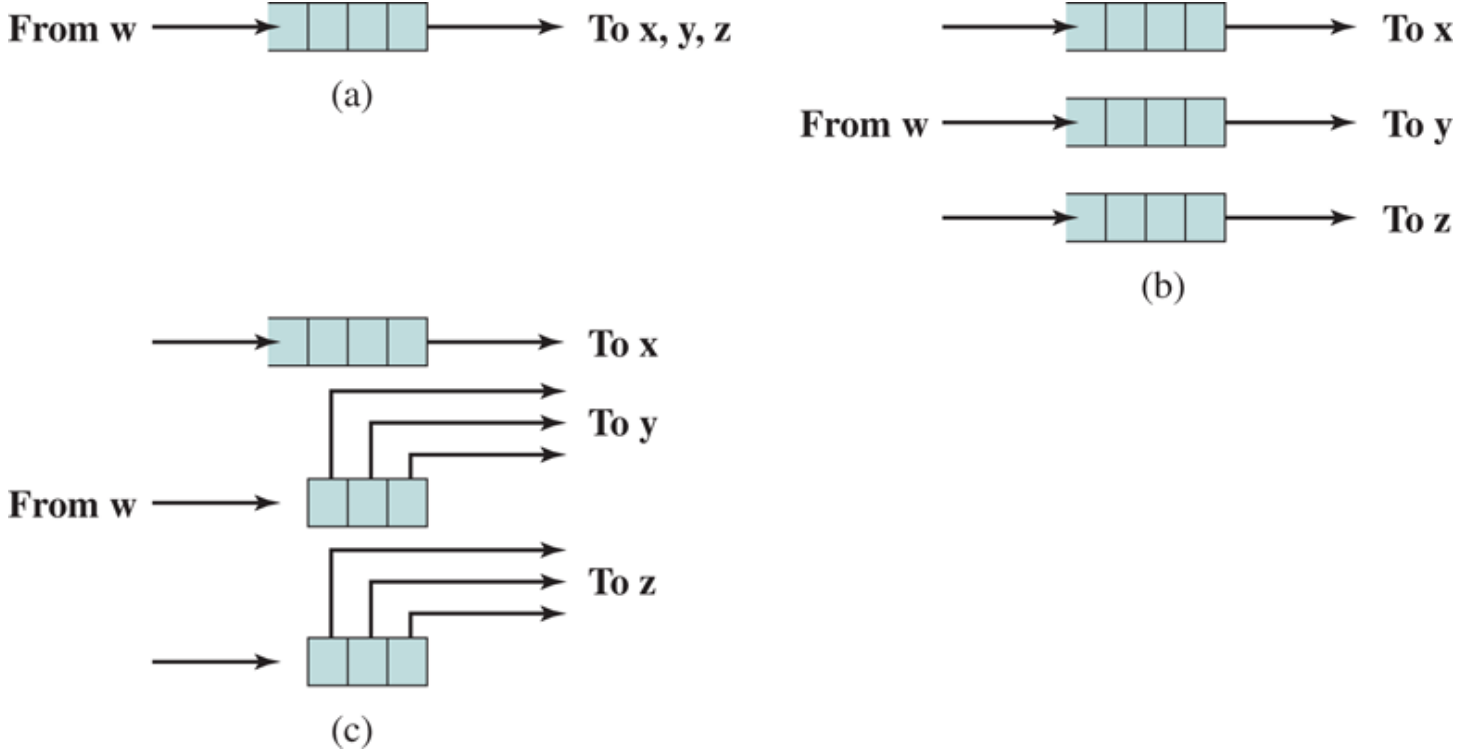 From w
To x, y, z
(a)
To x
From w
To y
To z
(b)
To x
To y
From w
To z
(c)